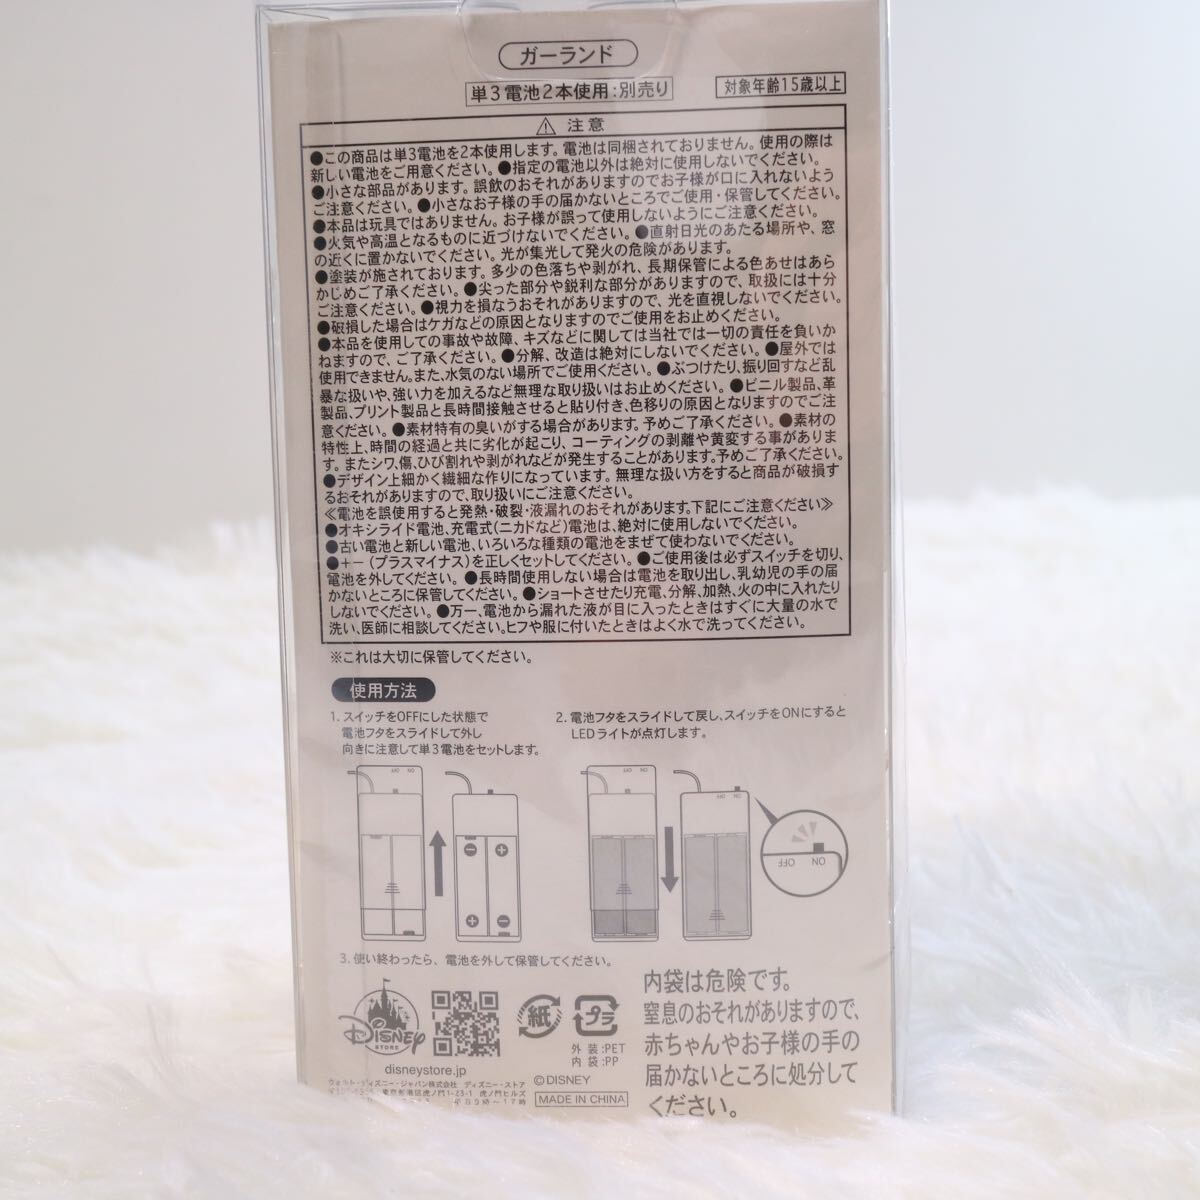 ガーランド
単3電池2本使用:別売り
対象年齢15歳以上
⚠ 注意
●この商品は単3電池を2本使用します。電池は同梱されておりません。使用の際は
新しい電池をご用意ください。●指定の電池以外は絶対に使用しないでください。
●小さな部品があります。誤飲のおそれがありますのでお子様が口に入れないよう
ご注意ください。●小さなお子様の手の届かないところでご使用・保管してください。
●本品は玩具ではありません。お子様が誤って使用しないようにご注意ください。
●火気や高温となるものに近づけないでください。●直射日光のあたる場所や、窓
の近くに置かないでください。光が集光して発火の危険があります。
●塗装が施されております。多少の色落ちや剥がれ、長期保管による色あせはあら
かじめご了承ください。●尖った部分や鋭利な部分がありますので、取扱には十分
ご注意ください。●視力を損なうおそれがありますので、光を直視しないでください。
●破損した場合はケガなどの原因となりますのでご使用をお止めください。
●本品を使用しての事故や故障、キズなどに関しては当社では一切の責任を負いか
ねますので、ご了承ください。●分解、改造は絶対にしないでください。●屋外では
使用できません。また、水気のない場所でご使用ください。●ぶつけたり、振り回すなど乱
暴な扱いや、強い力を加えるなど無理な取り扱いはお止めください。●ビニル製品、革
製品、プリント製品と長時間接触させると貼り付き、色移りの原因となりますのでご注
意ください。●素材特有の臭いがする場合があります。予めご了承ください。●素材の
特性上、時間の経過と共に劣化が起こり、コーティングの剥離や黄変する事がありま
す。またシワ、傷、ひび割れや剥がれなどが発生することがあります。予めご了承ください。
●デザイン上細かく繊細な作りになっています。無理な扱い方をすると商品が破損す
るおそれがありますので、取り扱いにご注意ください。
≪電池を誤使用すると発熱・破裂・液漏れのおそれがあります。下記にご注意ください≫
●オキシライド電池、充電式(ニカドなど)電池は、絶対に使用しないでください。
●古い電池と新しい電池、いろいろな種類の電池をまぜて使わないでください。
●＋－(プラスマイナス)を正しくセットしてください。●ご使用後は必ずスイッチを切り、
電池を外してください。●長時間使用しない場合は電池を取り出し、乳幼児の手の届
かないところに保管してください。●ショートさせたり充電、分解、加熱、火の中に入れたり
しないでください。●万一、電池から漏れた液が目に入ったときはすぐに大量の水で
洗い、医師に相談してください。ヒフや服に付いたときはよく水で洗ってください。
※これは大切に保管してください。
使用方法
1. スイッチをOFFにした状態で
電池フタをスライドして外し
向きに注意して単3電池をセットします。
2. 電池フタをスライドして戻し、スイッチをONにすると
LEDライトが点灯します。
OFF ON
OFF ON
OFF ON
ON OFF
3. 使い終わったら、電池を外して保管してください。
Disney
STORE
disneystore.jp
紙
プラ
外装:PET
内袋:PP
内袋は危険です。
窒息のおそれがありますので、
赤ちゃんやお子様の手の
届かないところに処分して
ください。
ウォルト・ディズニー・ジャパン株式会社 ディズニー・ストア
東京都港区虎ノ門1-23-1 虎ノ門ヒルズ
©DISNEY
MADE IN CHINA